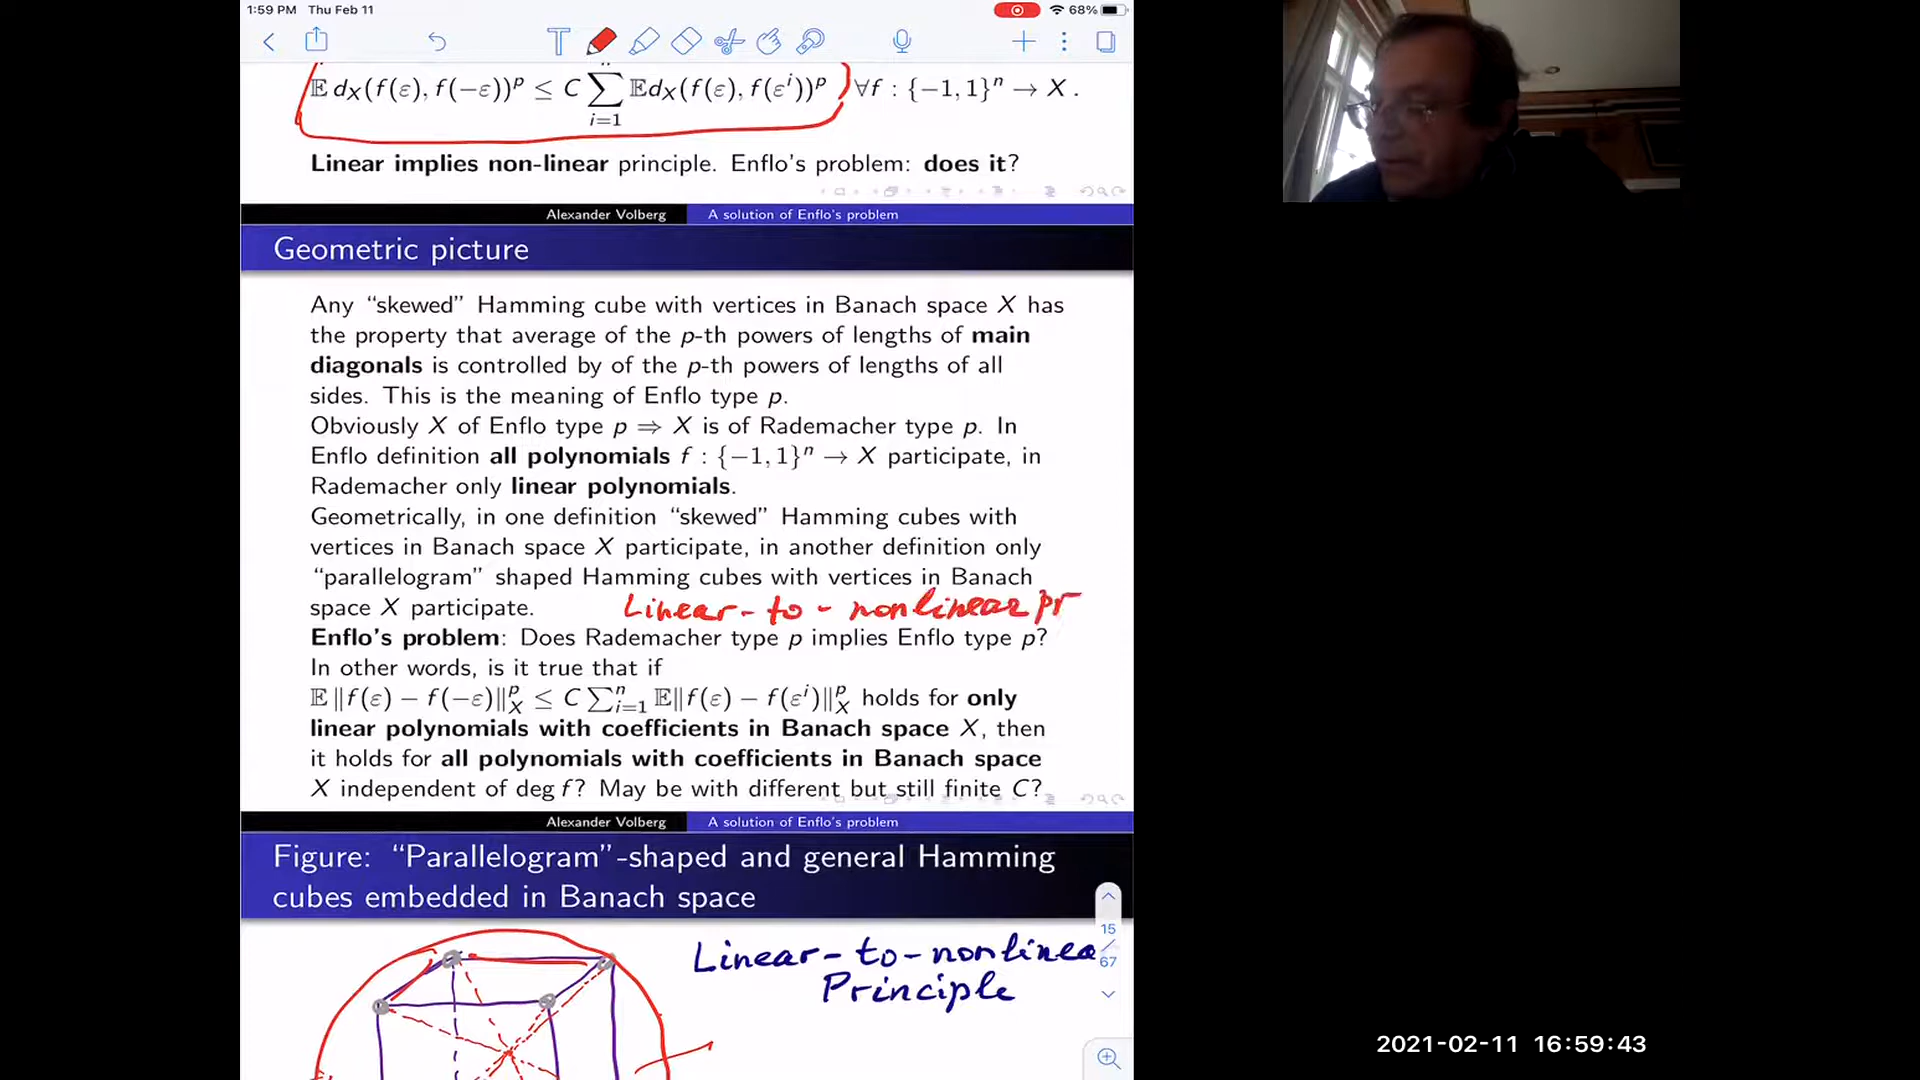 1:59 PM Thu Feb 11
68%
𝔼 d_X(f(ε), f(−ε))^p ≤ C ∑_{i=1}^n 𝔼d_X(f(ε), f(ε^i))^p ∀f : {−1, 1}^n → X .
Linear implies non-linear principle. Enflo's problem: does it?
Alexander Volberg A solution of Enflo's problem
Geometric picture
Any “skewed” Hamming cube with vertices in Banach space X has
the property that average of the p-th powers of lengths of main
diagonals is controlled by of the p-th powers of lengths of all
sides. This is the meaning of Enflo type p.
Obviously X of Enflo type p ⇒ X is of Rademacher type p. In
Enflo definition all polynomials f : {−1, 1}^n → X participate, in
Rademacher only linear polynomials.
Geometrically, in one definition “skewed” Hamming cubes with
vertices in Banach space X participate, in another definition only
“parallelogram” shaped Hamming cubes with vertices in Banach
space X participate. Linear-to-nonlinear pr
Enflo's problem: Does Rademacher type p implies Enflo type p?
In other words, is it true that if
𝔼 ‖f(ε) − f(−ε)‖_X^p ≤ C ∑_{i=1}^n 𝔼‖f(ε) − f(ε^i)‖_X^p holds for only
linear polynomials with coefficients in Banach space X, then
it holds for all polynomials with coefficients in Banach space
X independent of deg f? May be with different but still finite C?
Alexander Volberg A solution of Enflo's problem
Figure: “Parallelogram”-shaped and general Hamming
cubes embedded in Banach space
Linear-to-nonlinea
Principle
15
/
67
2021-02-11 16:59:43